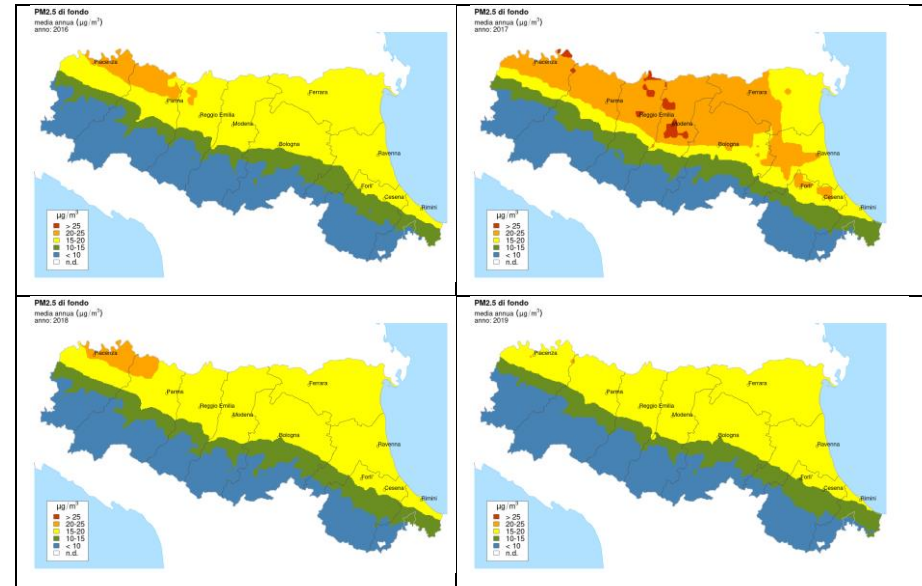 PM2.5 di fondo
media annua (µg/m³)
anno: 2016
Piacenza
Parma
Reggio Emilia
Modena
Ferrara
Bologna
Ravenna
Forlì
Cesena
Rimini
µg/m³
> 25
20-25
15-20
10-15
< 10
n.d.
PM2.5 di fondo
media annua (µg/m³)
anno: 2017
Piacenza
Parma
Reggio Emilia
Modena
Ferrara
Bologna
Ravenna
Forlì
Cesena
Rimini
µg/m³
> 25
20-25
15-20
10-15
< 10
n.d.
PM2.5 di fondo
media annua (µg/m³)
anno: 2018
Piacenza
Parma
Reggio Emilia
Modena
Ferrara
Bologna
Ravenna
Forlì
Cesena
Rimini
µg/m³
> 25
20-25
15-20
10-15
< 10
n.d.
PM2.5 di fondo
media annua (µg/m³)
anno: 2019
Piacenza
Parma
Reggio Emilia
Modena
Ferrara
Bologna
Ravenna
Forlì
Cesena
Rimini
µg/m³
> 25
20-25
15-20
10-15
< 10
n.d.